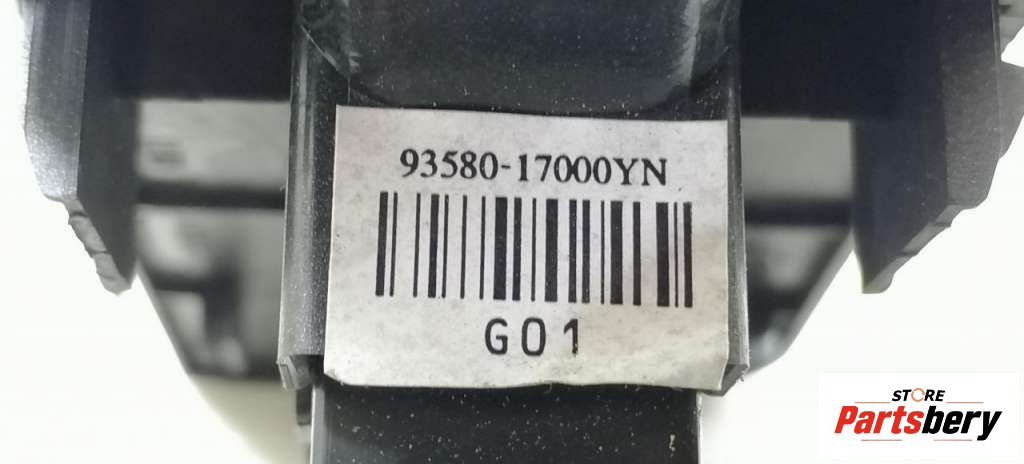 93580-17000YN
G01
STORE
Partsbery